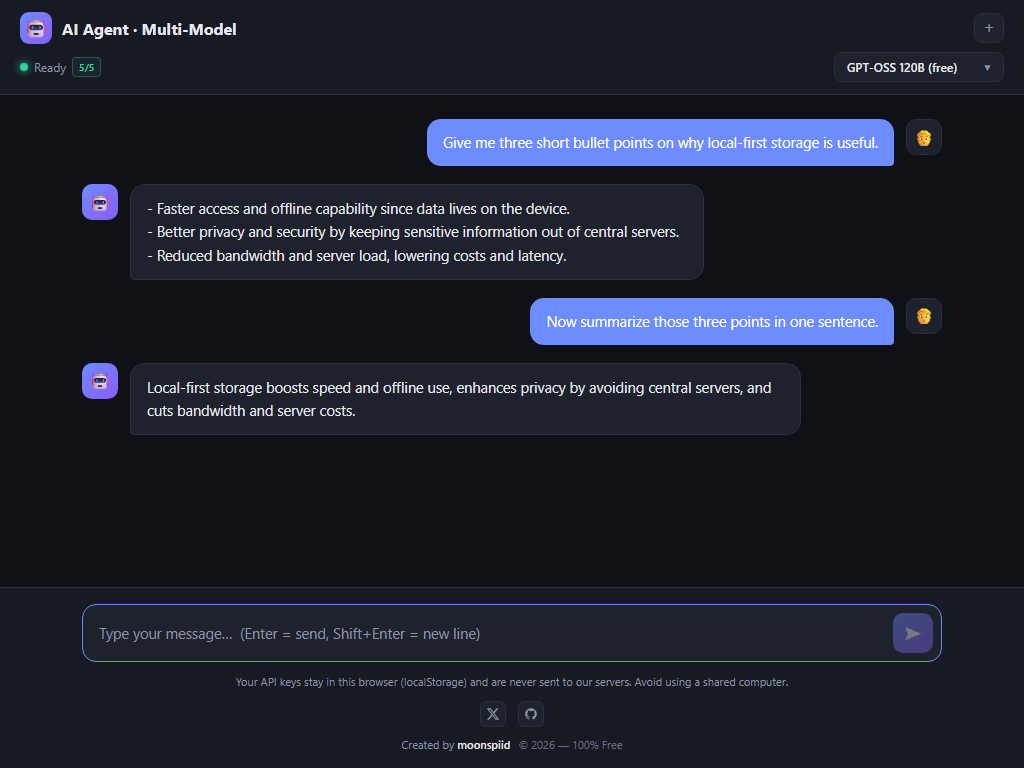 AI Agent · Multi-Model
+
Ready 5/5
GPT-OSS 120B (free) ▼
Give me three short bullet points on why local-first storage is useful.
- Faster access and offline capability since data lives on the device.
- Better privacy and security by keeping sensitive information out of central servers.
- Reduced bandwidth and server load, lowering costs and latency.
Now summarize those three points in one sentence.
Local-first storage boosts speed and offline use, enhances privacy by avoiding central servers, and
cuts bandwidth and server costs.
Type your message... (Enter = send, Shift+Enter = new line)
Your API keys stay in this browser (localStorage) and are never sent to our servers. Avoid using a shared computer.
Created by moonspiid © 2026 — 100% Free